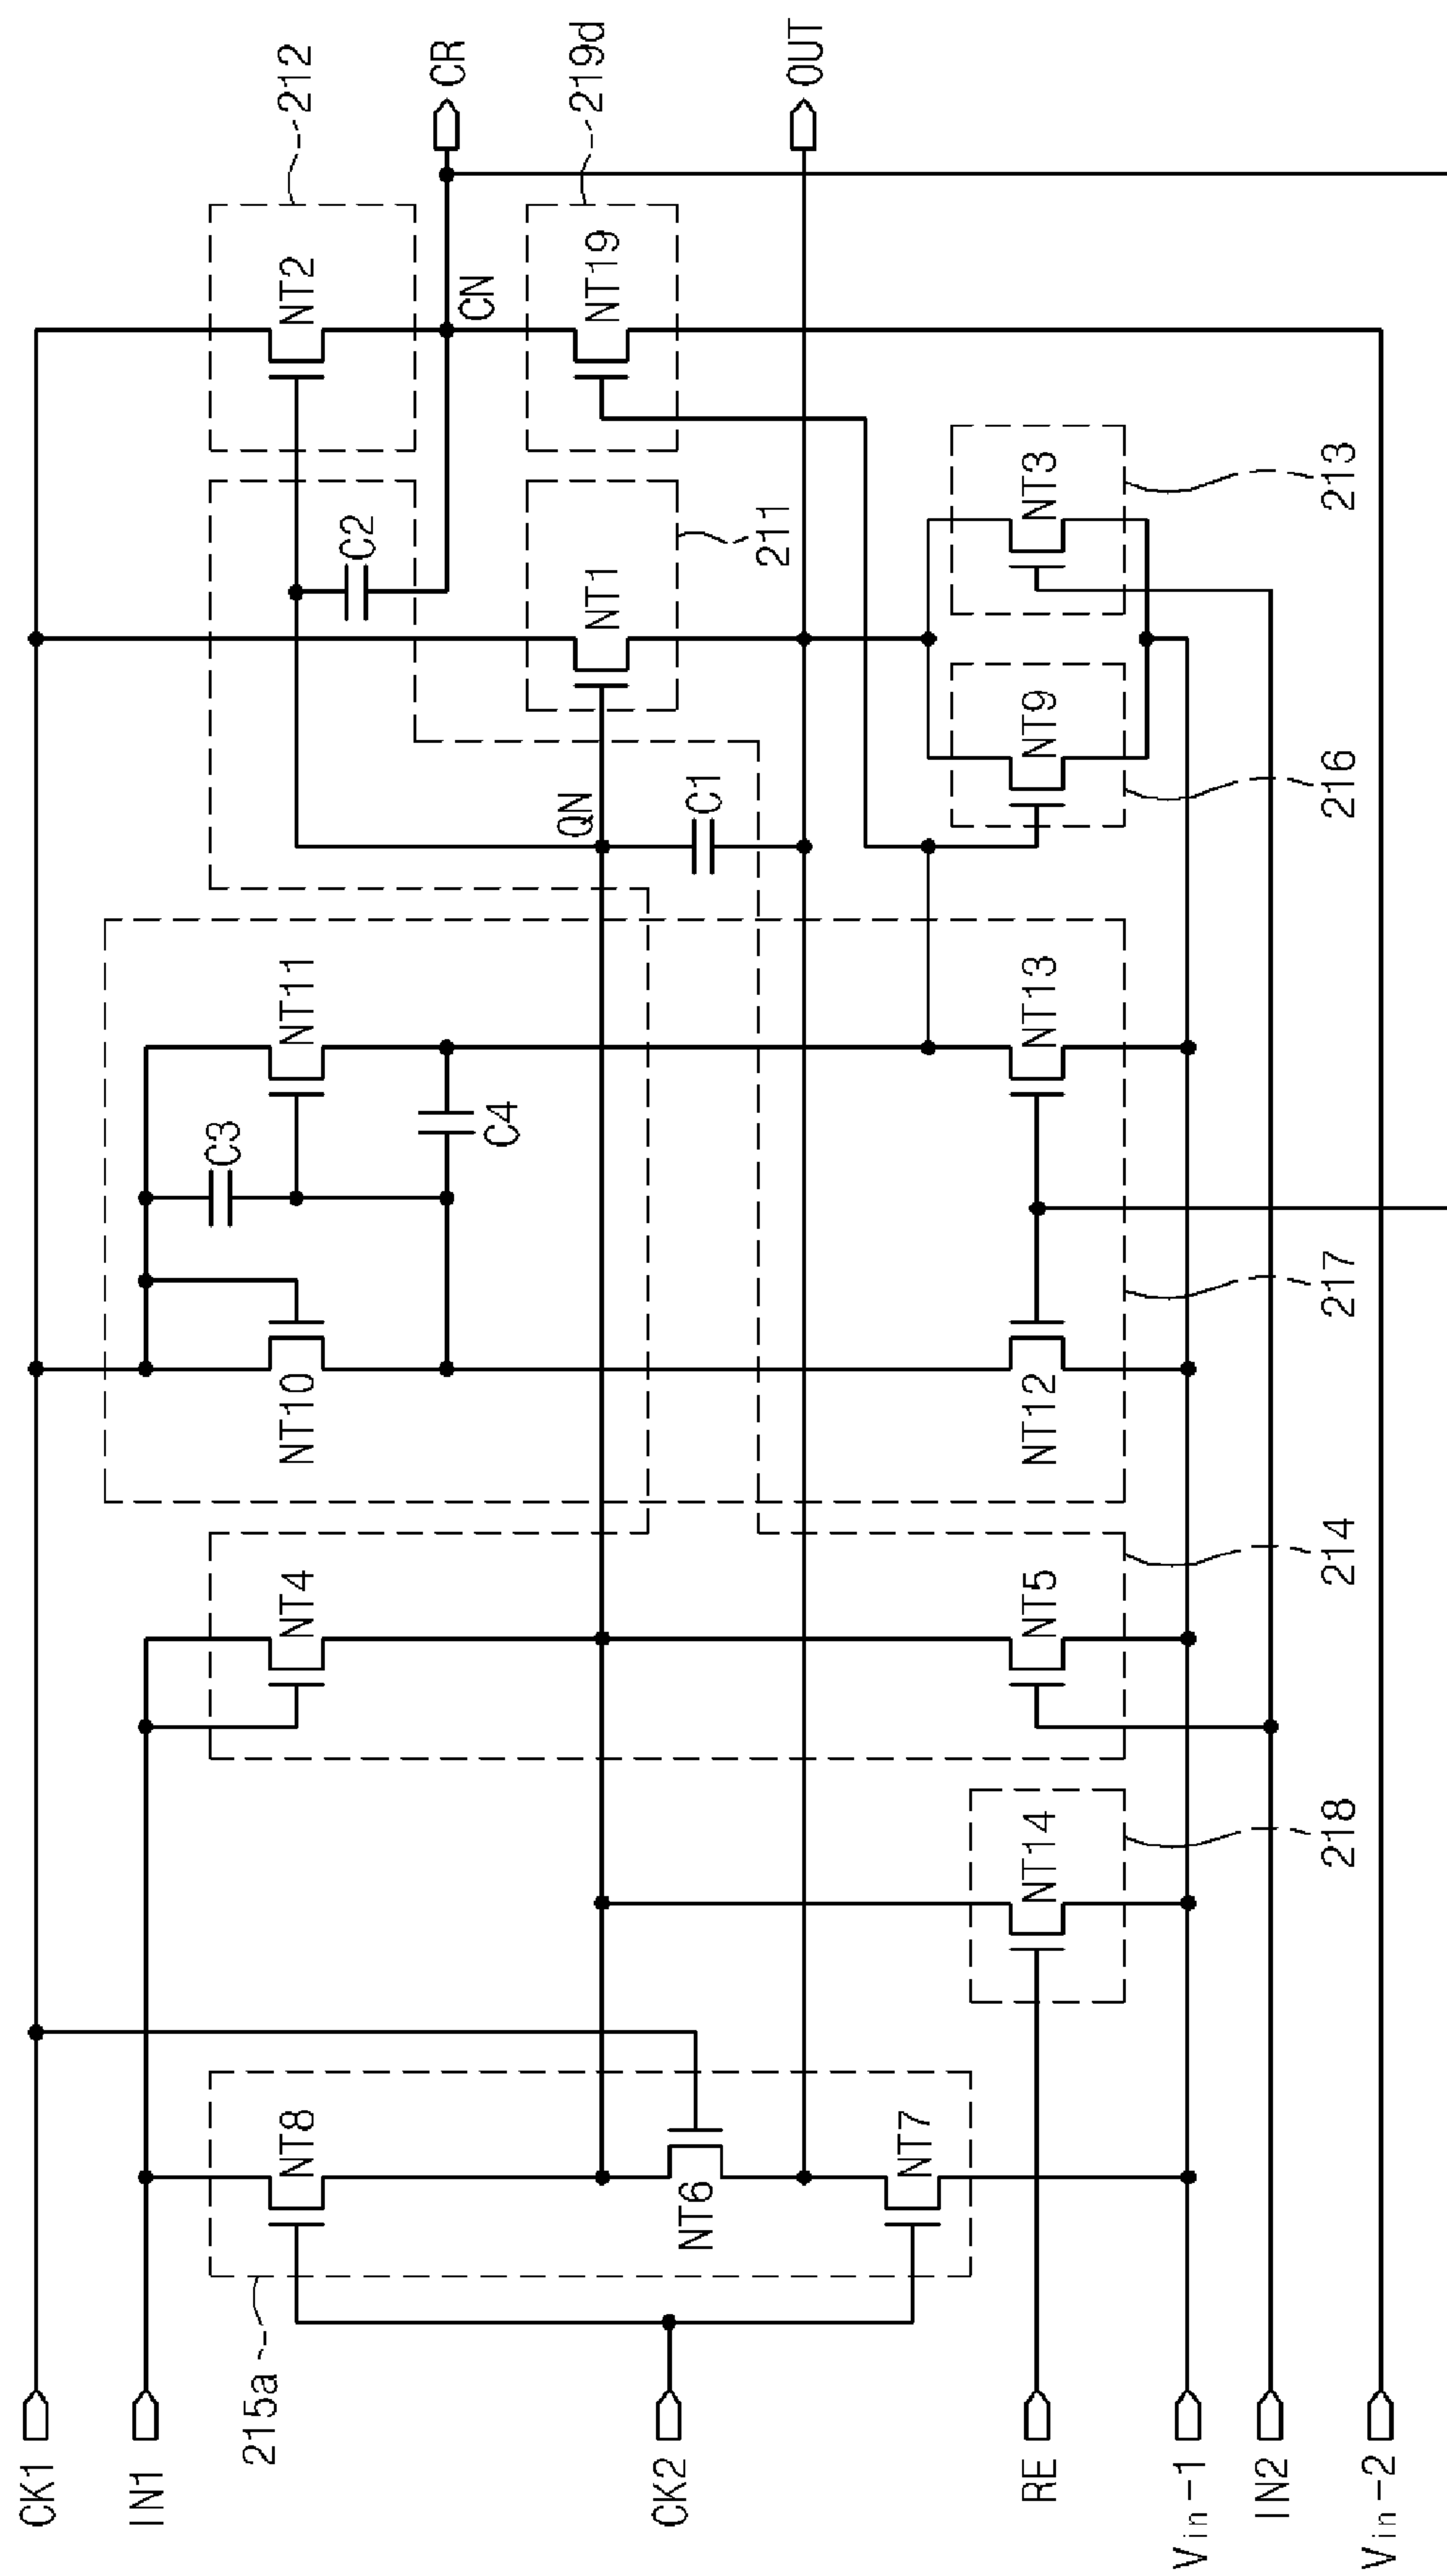 CK1
IN1
CK2
RE
Vin-1
IN2
Vin-2
215a
NT8
NT6
NT7
NT14
218
NT4
NT5
214
NT10
C3
NT11
C4
NT12
NT13
217
QN
C1
C2
NT1
211
NT9
216
NT3
213
NT2
212
CN
NT19
219d
CR
OUT